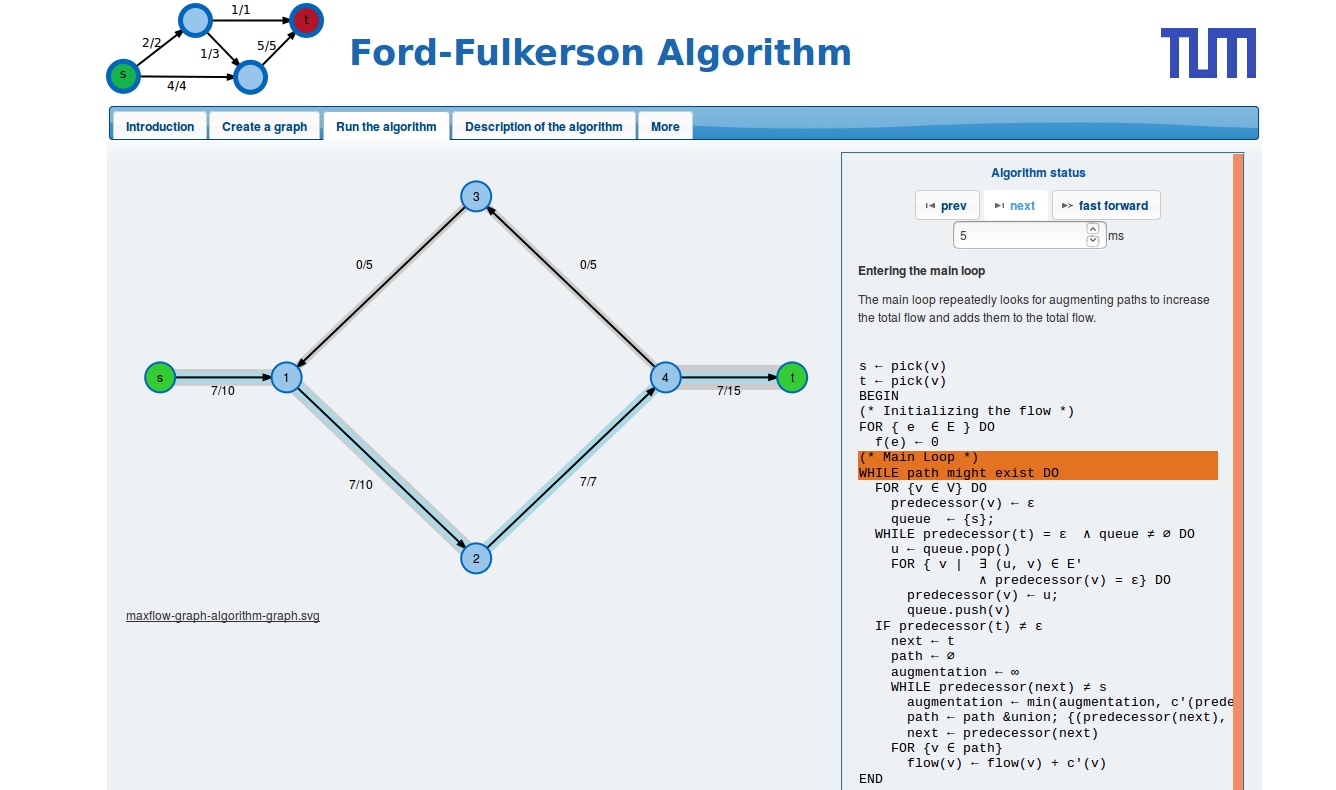 1/1
t
2/2
1/3
5/5
s
4/4
Ford-Fulkerson Algorithm
TUM
Introduction
Create a graph
Run the algorithm
Description of the algorithm
More
3
0/5
0/5
s
7/10
1
4
7/15
t
7/10
7/7
2
maxflow-graph-algorithm-graph.svg
Algorithm status
prev
next
fast forward
5
ms
Entering the main loop
The main loop repeatedly looks for augmenting paths to increase
the total flow and adds them to the total flow.
s ← pick(v)
t ← pick(v)
BEGIN
(* Initializing the flow *)
FOR { e ∈ E } DO
f(e) ← 0
(* Main Loop *)
WHILE path might exist DO
FOR {v ∈ V} DO
predecessor(v) ← ε
queue ← {s};
WHILE predecessor(t) = ε ∧ queue ≠ ∅ DO
u ← queue.pop()
FOR { v | ∃ (u, v) ∈ E'
∧ predecessor(v) = ε} DO
predecessor(v) ← u;
queue.push(v)
IF predecessor(t) ≠ ε
next ← t
path ← ∅
augmentation ← ∞
WHILE predecessor(next) ≠ s
augmentation ← min(augmentation, c'(prede
path ← path &union; {(predecessor(next),
next ← predecessor(next)
FOR {v ∈ path}
flow(v) ← flow(v) + c'(v)
END